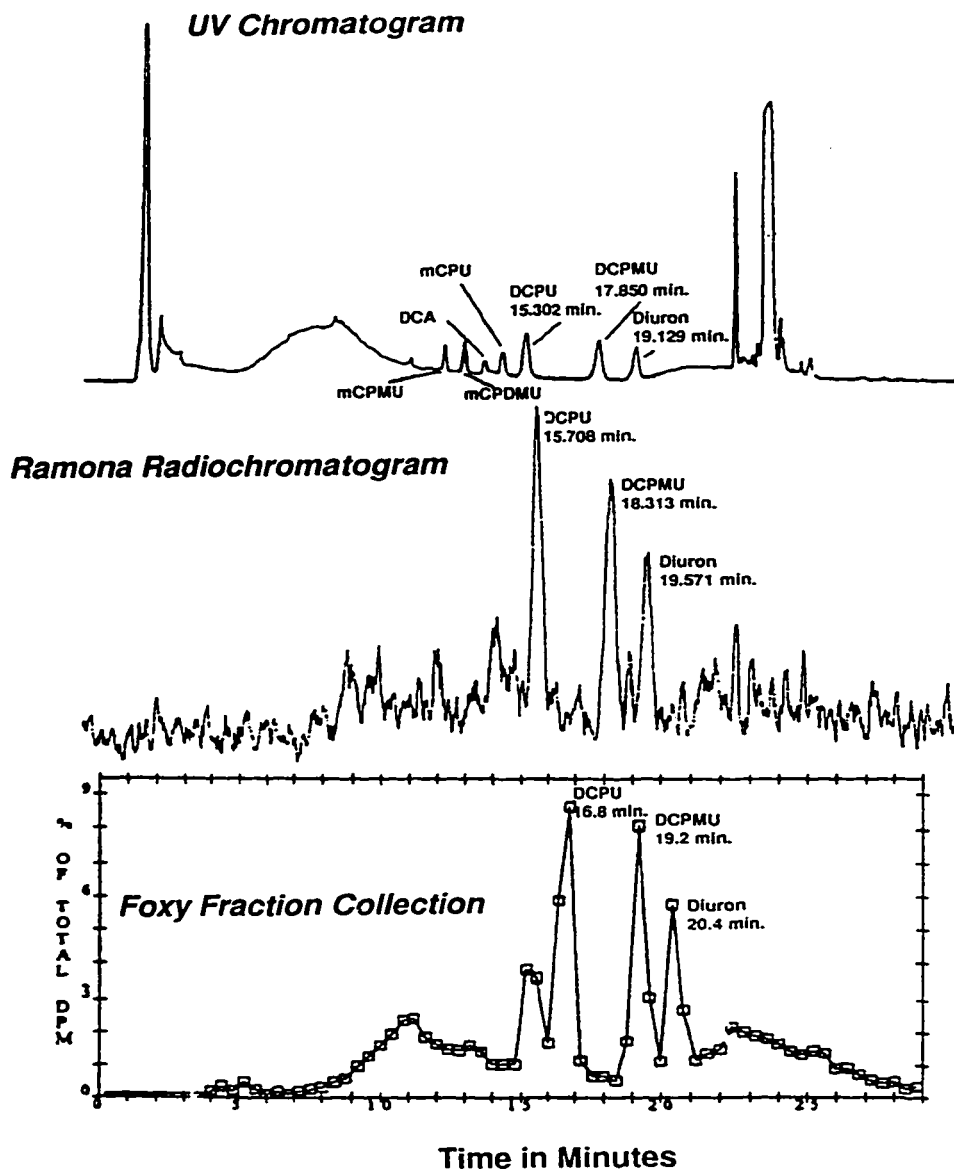 UV Chromatogram
mCPU
DCPU
15.302 min.
DCPMU
17.850 min.
DCA
Diuron
19.129 min.
mCPMU
mCPDMU
Ramona Radiochromatogram
DCPU
15.708 min.
DCPMU
18.313 min.
Diuron
19.571 min.
Foxy Fraction Collection
DCPU
16.8 min.
DCPMU
19.2 min.
Diuron
20.4 min.
% OF TOTAL DPM
9
6
3
0
0 5 10 15 20 25
Time in Minutes